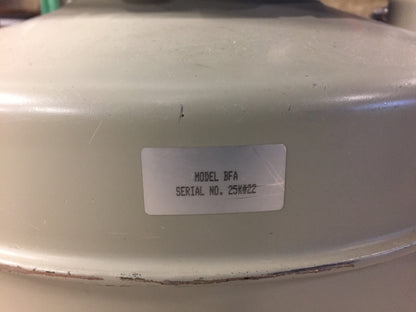 MODEL BFA
SERIAL NO. 25K022